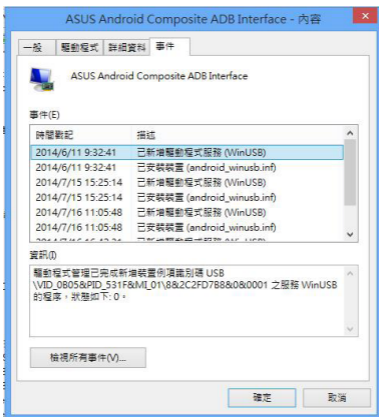 ASUS Android Composite ADB Interface - 內容
一般 驅動程式 詳細資料 事件
ASUS Android Composite ADB Interface
事件(E)
時間戳記 描述
2014/6/11 9:32:41 已新增驅動程式服務 (WinUSB)
2014/6/11 9:32:41 已安裝裝置 (android_winusb.inf)
2014/7/15 15:25:14 已新增驅動程式服務 (WinUSB)
2014/7/15 15:25:14 已安裝裝置 (android_winusb.inf)
2014/7/16 11:05:48 已新增驅動程式服務 (WinUSB)
2014/7/16 11:05:48 已安裝裝置 (android_winusb.inf)
資訊(I)
驅動程式管理已完成新增裝置例項識別碼 USB
\VID_0B05&PID_531F&MI_01\8&2C2FD7B8&0&0001 之服務 WinUSB
的程序，狀態如下: 0。
檢視所有事件(V)...
確定 取消